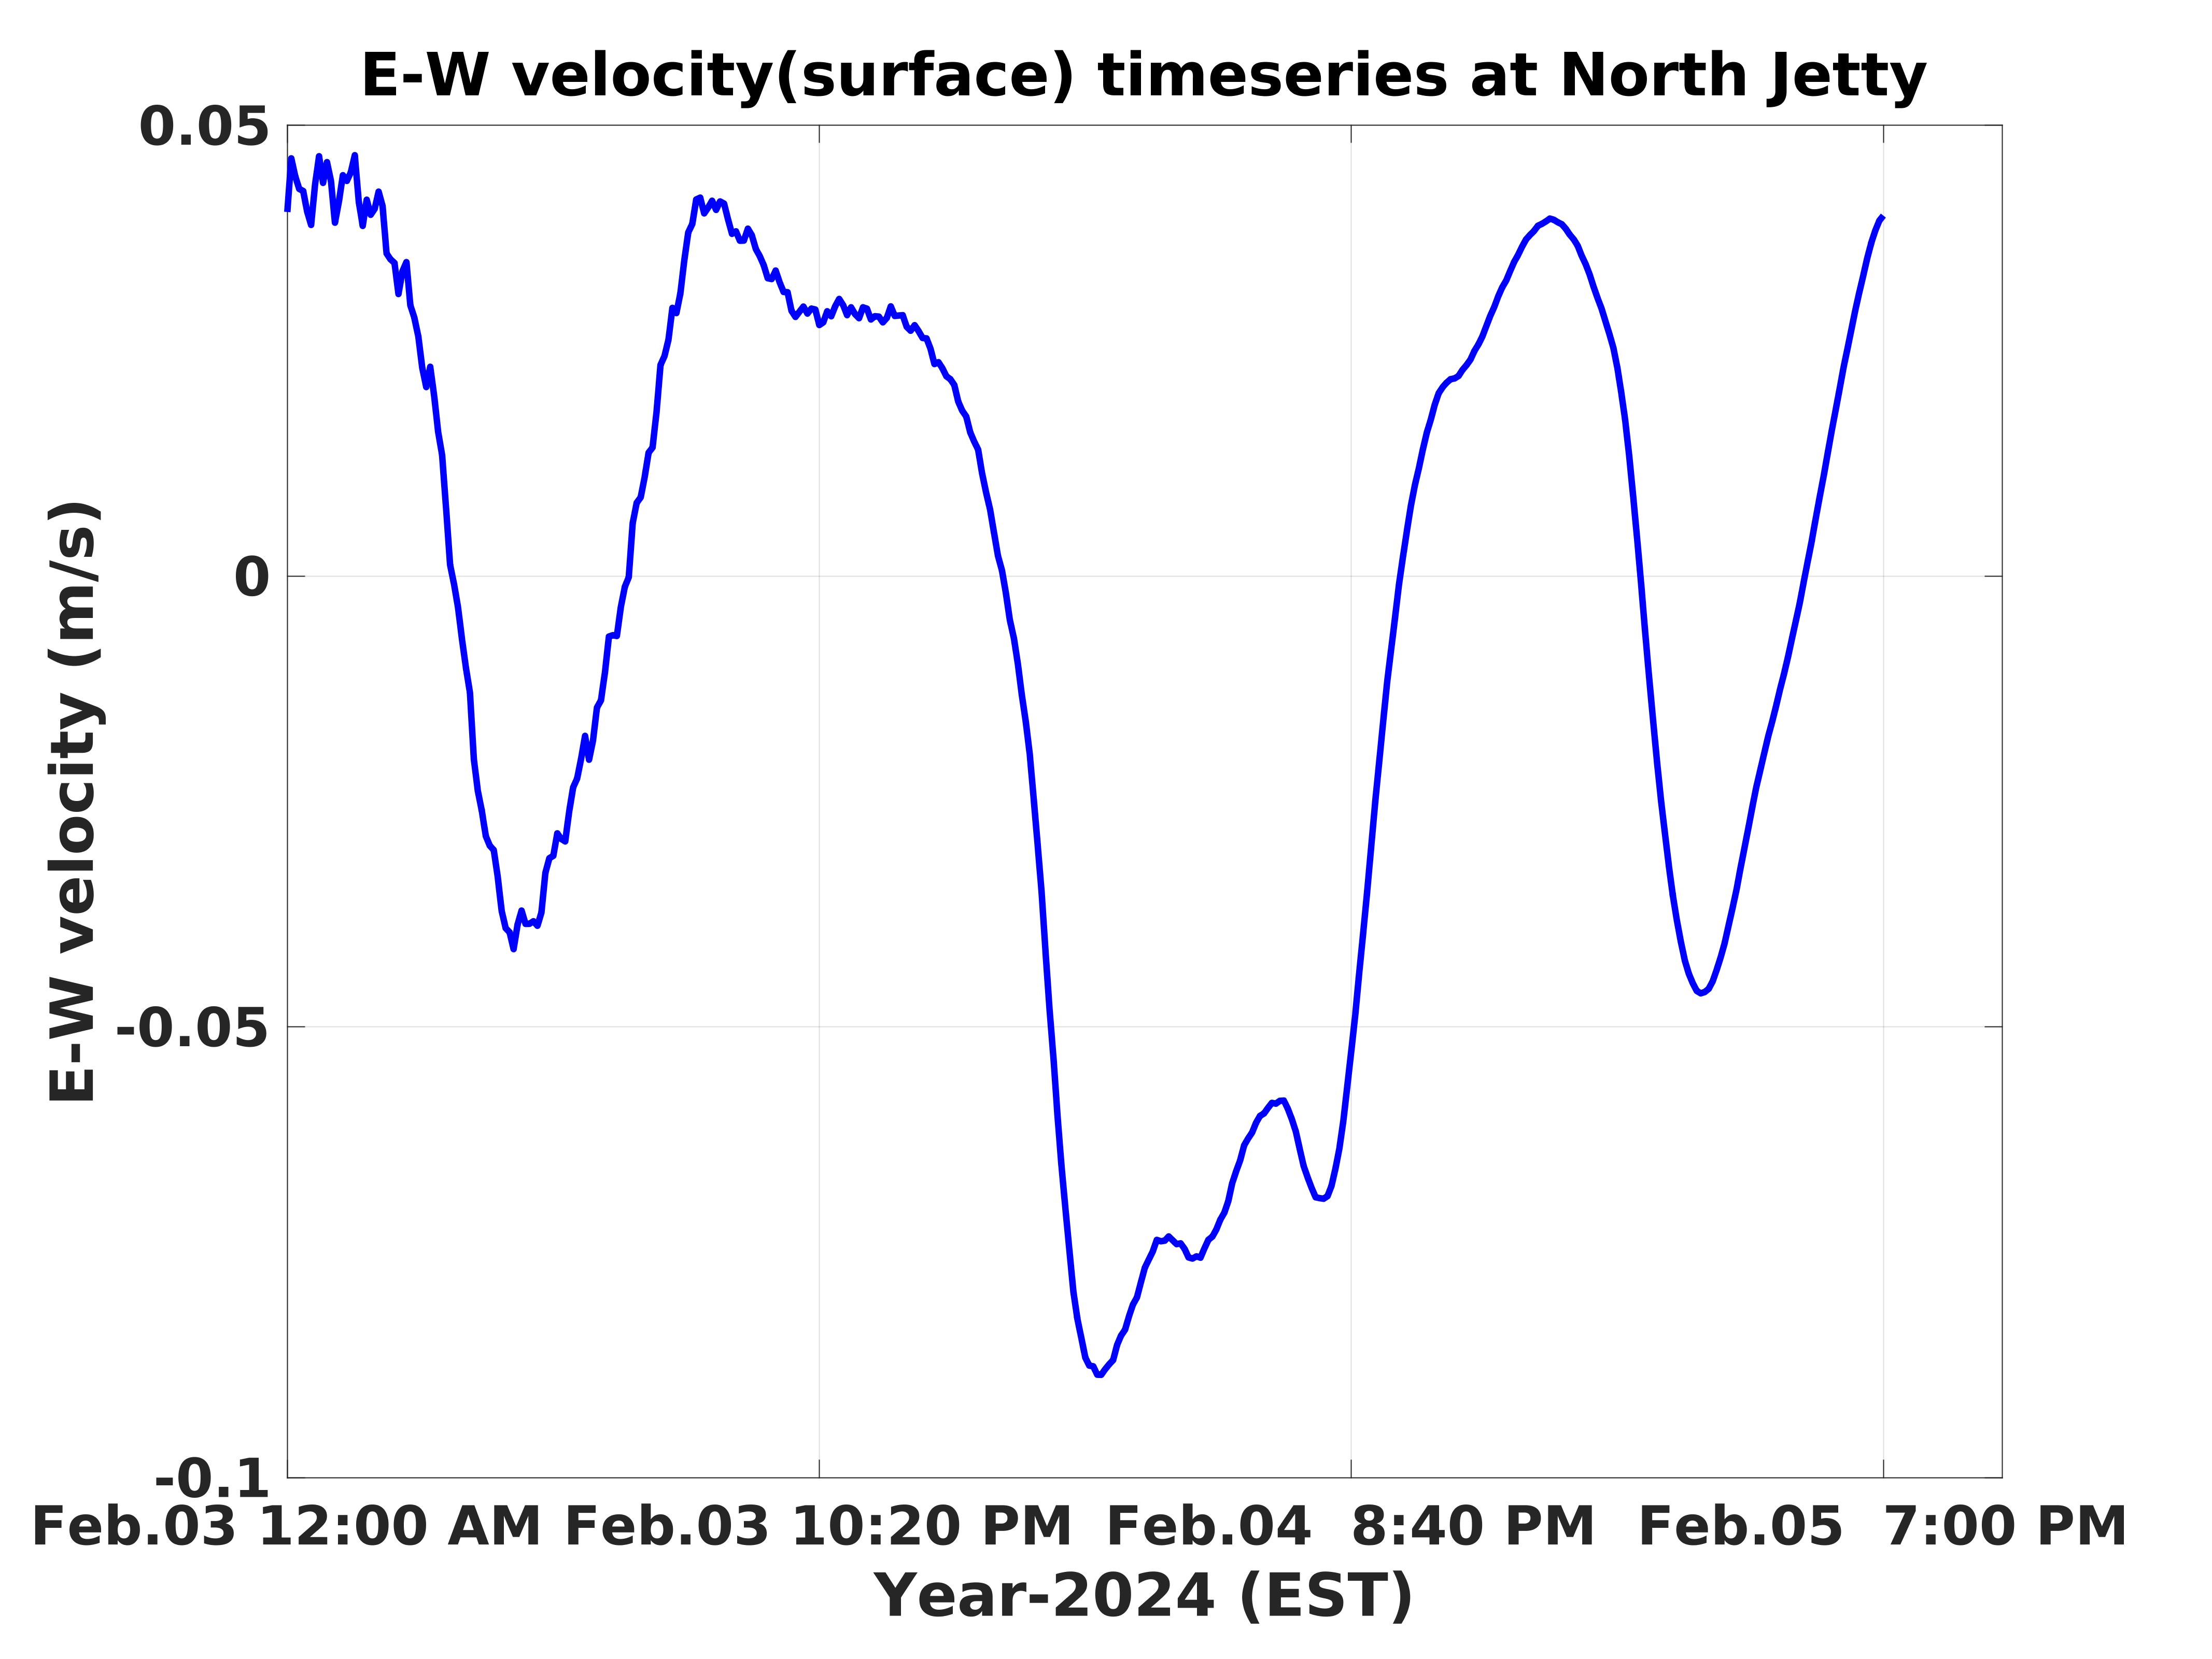 E-W velocity(surface) timeseries at North Jetty
0.05
0
-0.05
-0.1
E-W velocity (m/s)
Feb.03 12:00 AM Feb.03 10:20 PM Feb.04 8:40 PM Feb.05 7:00 PM
Year-2024 (EST)